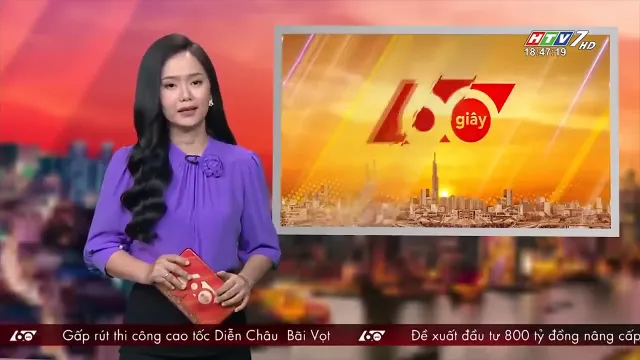 HTV7 HD
18:47:19
60 giây
Gấp rút thi công cao tốc Diễn Châu Bãi Vọt
Đề xuất đầu tư 800 tỷ đồng nâng cấp